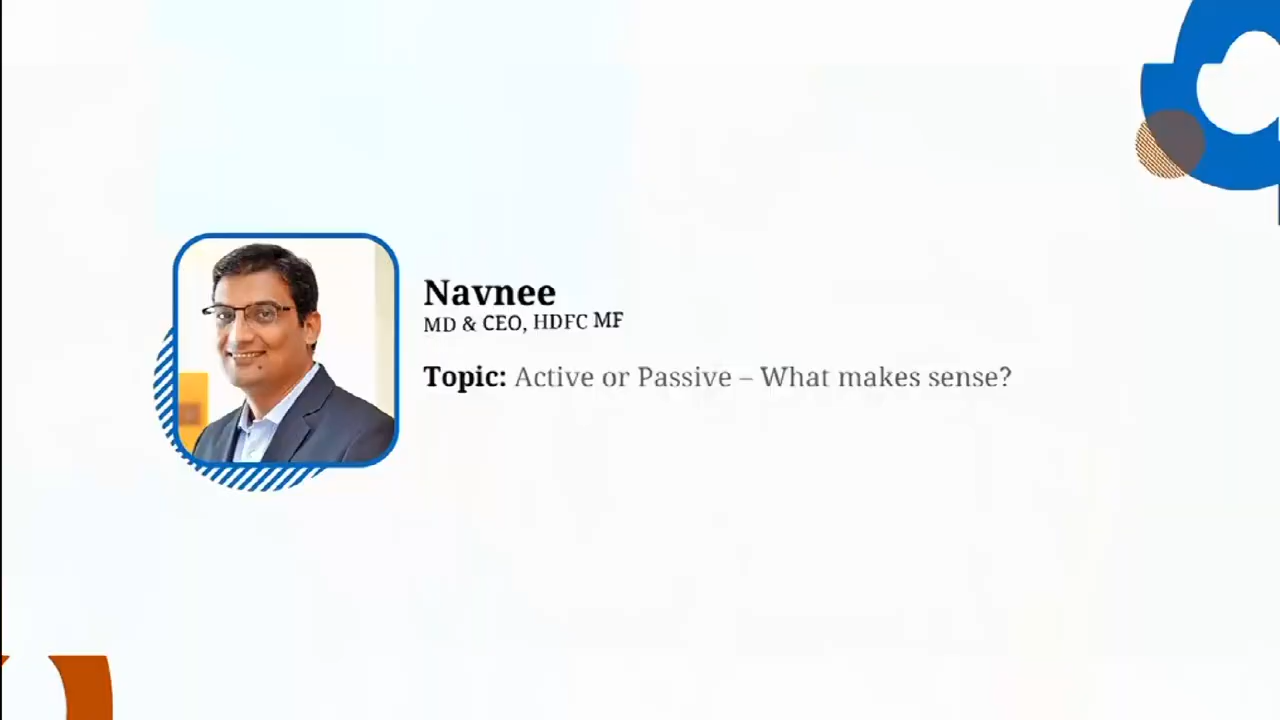 Navnee
MD & CEO, HDFC MF
Topic: Active or Passive – What makes sense?